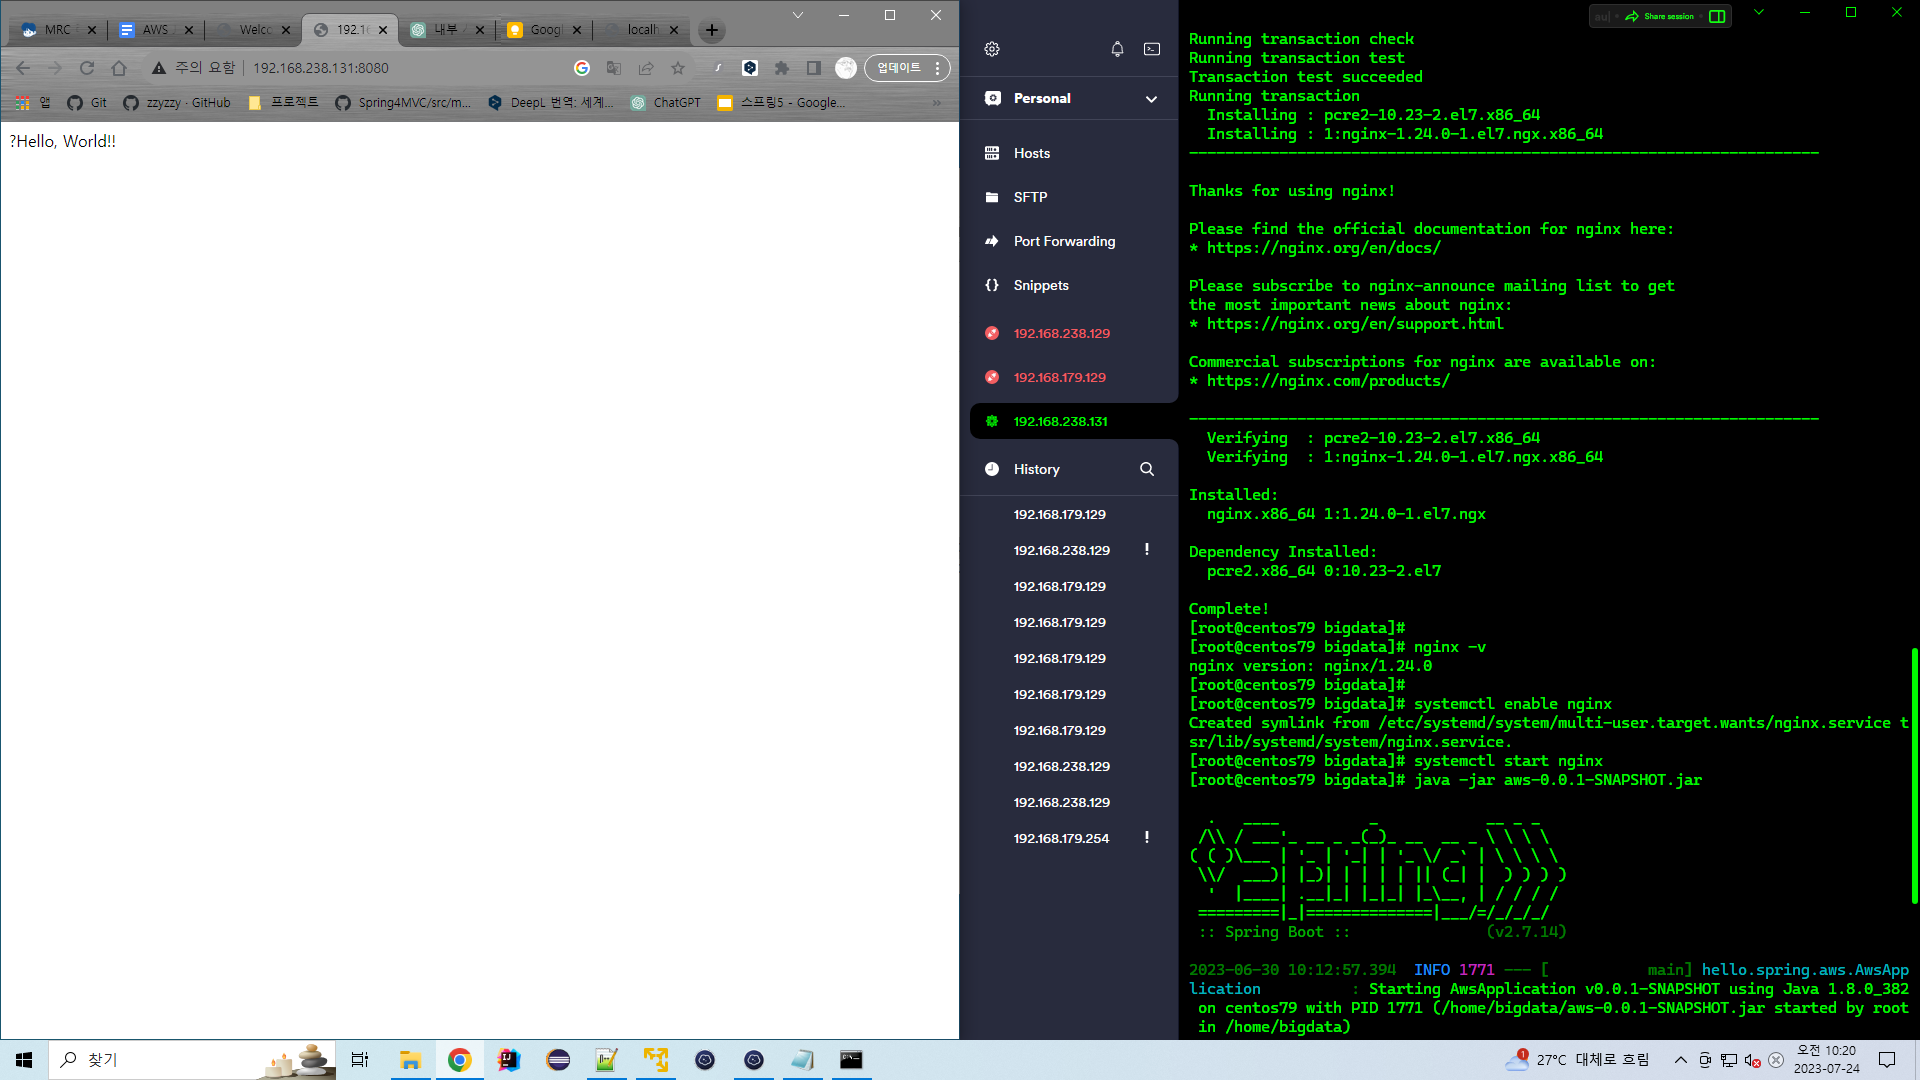 MRC
AWS
Welcc
192.16
내부
Googl
localh
주의 요함
192.168.238.131:8080
업데이트
앱
Git
zzyzzy · GitHub
프로젝트
Spring4MVC/src/m...
DeepL 번역: 세계...
ChatGPT
스프링5 - Google...
»
?Hello, World!!
Personal
Hosts
SFTP
Port Forwarding
Snippets
192.168.238.129
192.168.179.129
192.168.238.131
History
192.168.179.129
192.168.238.129 !
192.168.179.129
192.168.179.129
192.168.179.129
192.168.179.129
192.168.179.129
192.168.238.129
192.168.238.129
192.168.179.254 !
au|
Share session
Running transaction check
Running transaction test
Transaction test succeeded
Running transaction
Installing : pcre2-10.23-2.el7.x86_64
Installing : 1:nginx-1.24.0-1.el7.ngx.x86_64
----------------------------------------------------------------------
Thanks for using nginx!
Please find the official documentation for nginx here:
* https://nginx.org/en/docs/
Please subscribe to nginx-announce mailing list to get
the most important news about nginx:
* https://nginx.org/en/support.html
Commercial subscriptions for nginx are available on:
* https://nginx.com/products/
----------------------------------------------------------------------
Verifying : pcre2-10.23-2.el7.x86_64
Verifying : 1:nginx-1.24.0-1.el7.ngx.x86_64
Installed:
nginx.x86_64 1:1.24.0-1.el7.ngx
Dependency Installed:
pcre2.x86_64 0:10.23-2.el7
Complete!
[root@centos79 bigdata]#
[root@centos79 bigdata]# nginx -v
nginx version: nginx/1.24.0
[root@centos79 bigdata]#
[root@centos79 bigdata]# systemctl enable nginx
Created symlink from /etc/systemd/system/multi-user.target.wants/nginx.service t
sr/lib/systemd/system/nginx.service.
[root@centos79 bigdata]# systemctl start nginx
[root@centos79 bigdata]# java -jar aws-0.0.1-SNAPSHOT.jar
  .   ____          _            __ _ _
 /\\ / ___'_ __ _ _(_)_ __  __ _ \ \ \ \
( ( )\___ | '_ | '_| | '_ \/ _` | \ \ \ \
 \\/  ___)| |_)| | | | | || (_| |  ) ) ) )
  '  |____| .__|_| |_|_| |_\__, | / / / /
 =========|_|==============|___/=/_/_/_/
:: Spring Boot :: (v2.7.14)
2023-06-30 10:12:57.394 INFO 1771 --- [ main] hello.spring.aws.AwsApp
lication : Starting AwsApplication v0.0.1-SNAPSHOT using Java 1.8.0_382
on centos79 with PID 1771 (/home/bigdata/aws-0.0.1-SNAPSHOT.jar started by root
in /home/bigdata)
찾기
1
27°C 대체로 흐림
오전 10:20
2023-07-24